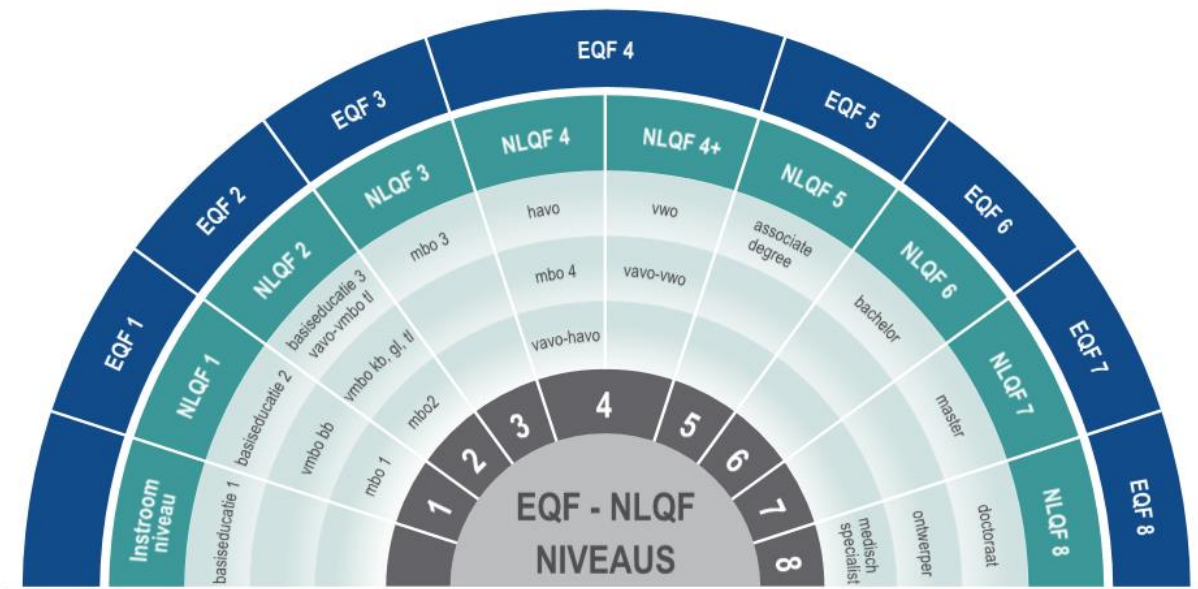 EQF 1
EQF 2
EQF 3
EQF 4
EQF 5
EQF 6
EQF 7
EQF 8
Instroom
niveau
NLQF 1
NLQF 2
NLQF 3
NLQF 4
NLQF 4+
NLQF 5
NLQF 6
NLQF 7
NLQF 8
basiseducatie 1
basiseducatie 2
vmbo bb
mbo 1
basiseducatie 3
vavo-vmbo tl
vmbo kb, gl, tl
mbo2
mbo 3
havo
mbo 4
vavo-havo
vwo
vavo-vwo
associate
degree
bachelor
master
doctoraat
ontwerper
medisch
specialist
1
2
3
4
5
6
7
8
EQF - NLQF
NIVEAUS